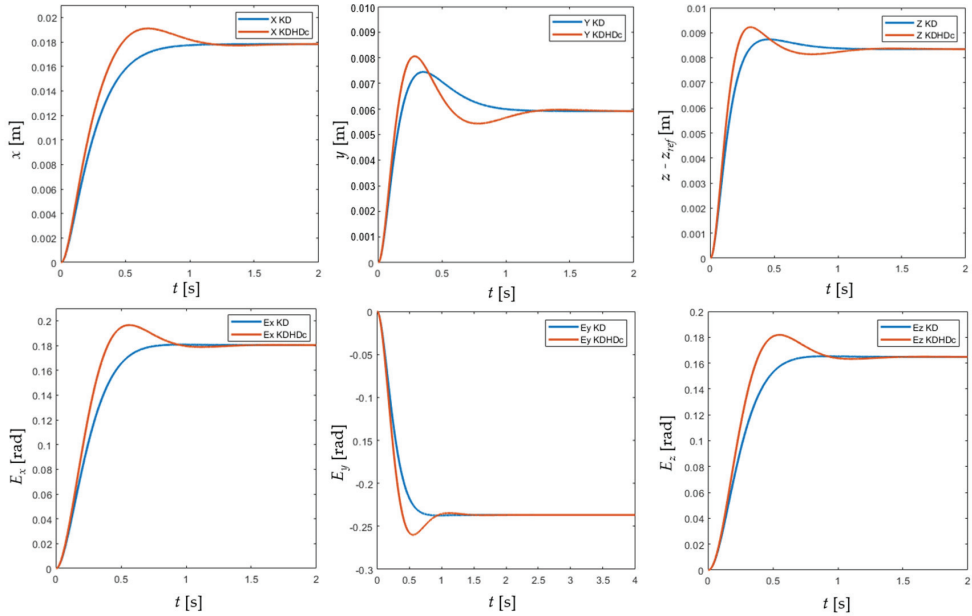 0.02
0.018
0.016
0.014
0.012
0.01
0.008
0.006
0.004
0.002
0
x [m]
X KD
X KDHDc
0 0.5 1 1.5 2
t [s]
0.010
0.009
0.008
0.007
0.006
0.005
0.004
0.003
0.002
0.001
0.00
y [m]
Y KD
Y KDHDc
0 0.5 1 1.5 2
t [s]
0.01
0.009
0.008
0.007
0.006
0.005
0.004
0.003
0.002
0.001
0
z - z_ref [m]
Z KD
Z KDHDc
0 0.5 1 1.5 2
t [s]
0.2
0.18
0.16
0.14
0.12
0.1
0.08
0.06
0.04
0.02
0
E_x [rad]
Ex KD
Ex KDHDc
0 0.5 1 1.5 2
t [s]
0
-0.05
-0.1
-0.15
-0.2
-0.25
-0.3
E_y [rad]
Ey KD
Ey KDHDc
0 0.5 1 1.5 2 2.5 3 3.5 4
t [s]
0.2
0.18
0.16
0.14
0.12
0.1
0.08
0.06
0.04
0.02
0
E_z [rad]
Ez KD
Ez KDHDc
0 0.5 1 1.5 2
t [s]